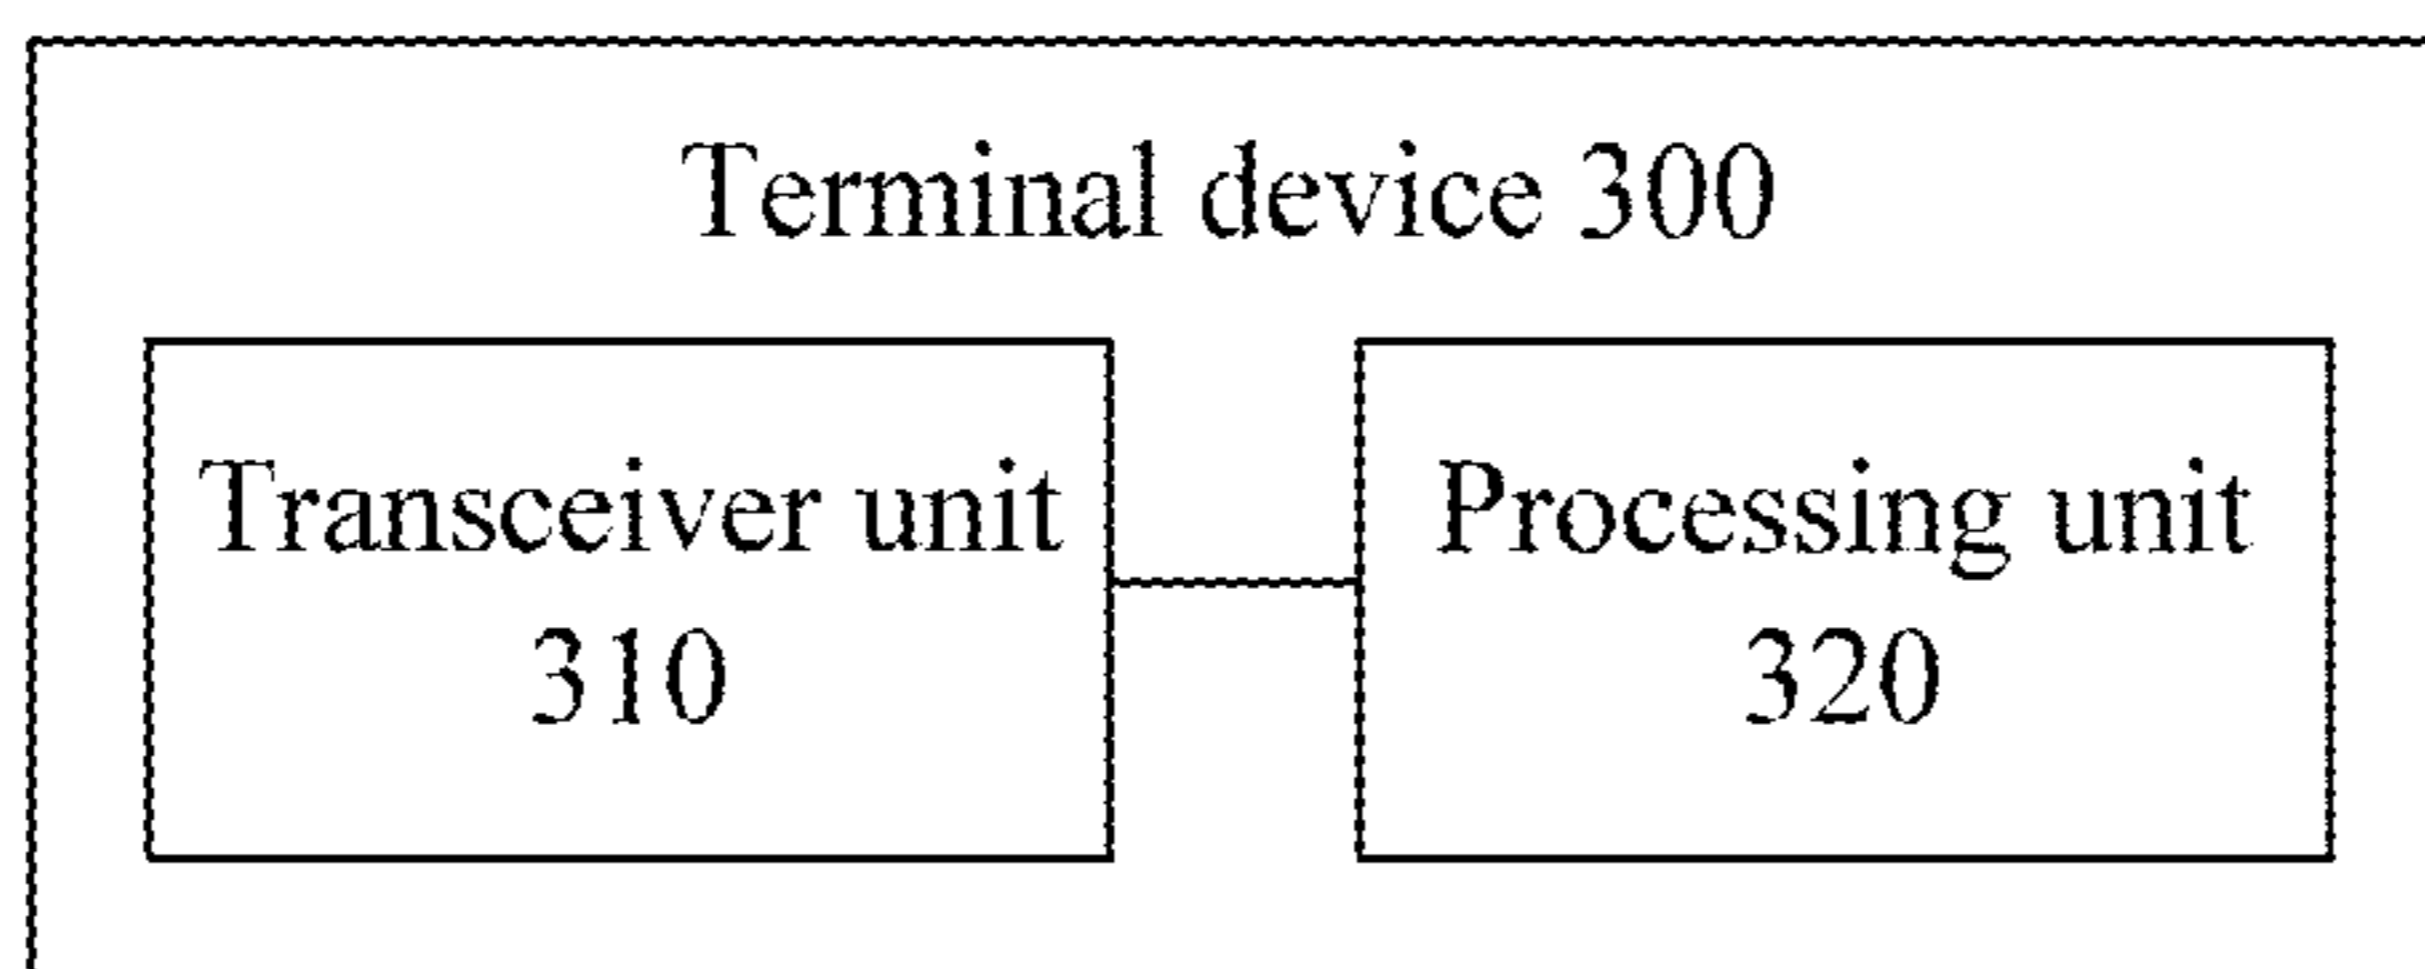 Terminal device 300
Transceiver unit
310
Processing unit
320